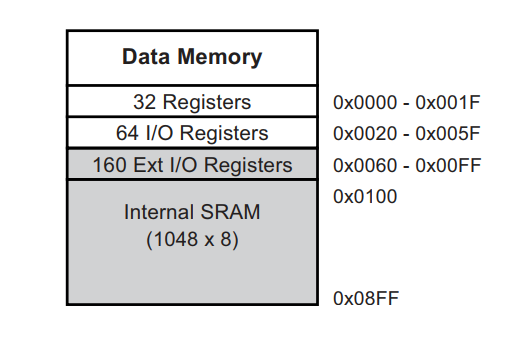 Data Memory
32 Registers 0x0000 - 0x001F
64 I/O Registers 0x0020 - 0x005F
160 Ext I/O Registers 0x0060 - 0x00FF
0x0100
Internal SRAM
(1048 x 8)
0x08FF